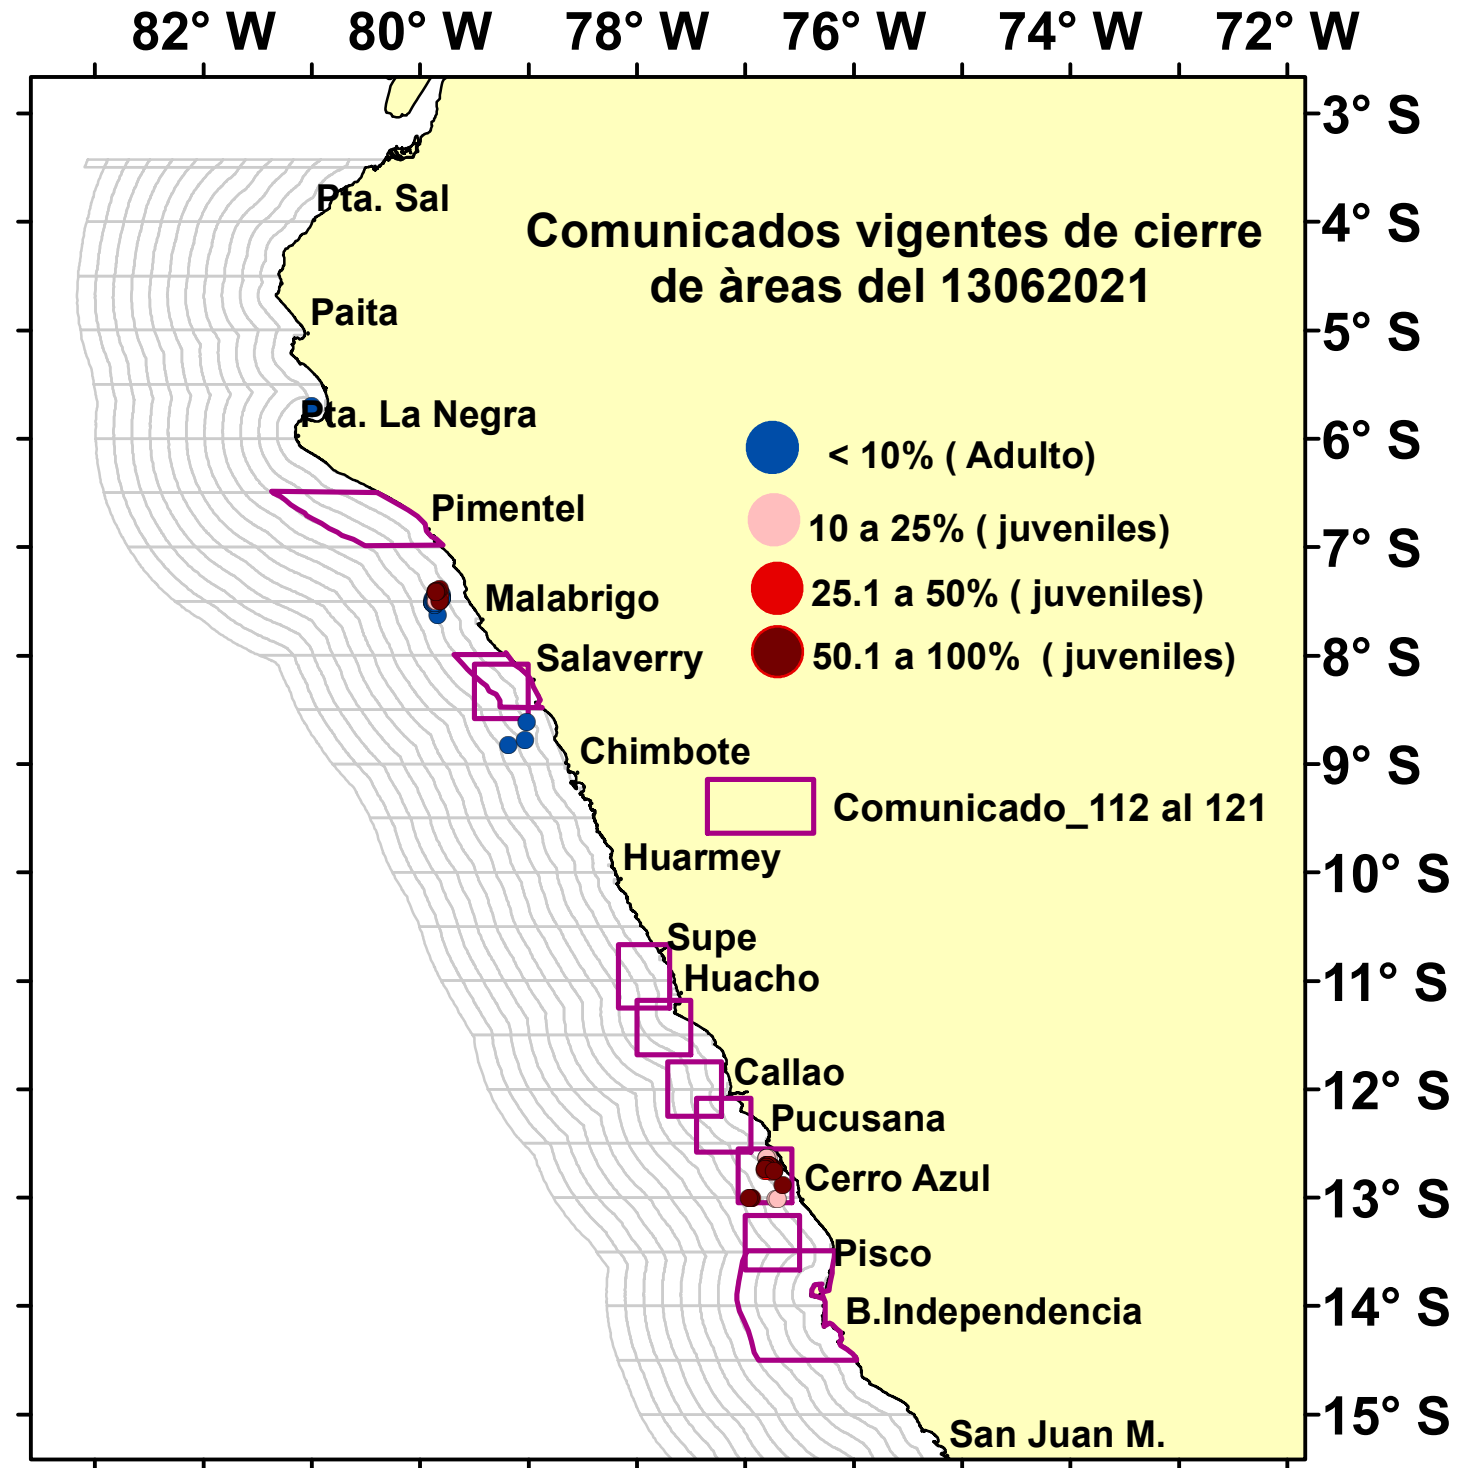 82° W 80° W 78° W 76° W 74° W 72° W
3° S
Pta. Sal
4° S
Comunicados vigentes de cierre
de àreas del 13062021
Paita
5° S
Pta. La Negra
6° S
< 10% ( Adulto)
Pimentel
10 a 25% ( juveniles)
7° S
Malabrigo
25.1 a 50% ( juveniles)
Salaverry
50.1 a 100% ( juveniles)
8° S
Chimbote
9° S
Comunicado_112 al 121
Huarmey
10° S
Supe
Huacho
11° S
Callao
12° S
Pucusana
Cerro Azul
13° S
Pisco
B.Independencia
14° S
San Juan M.
15° S